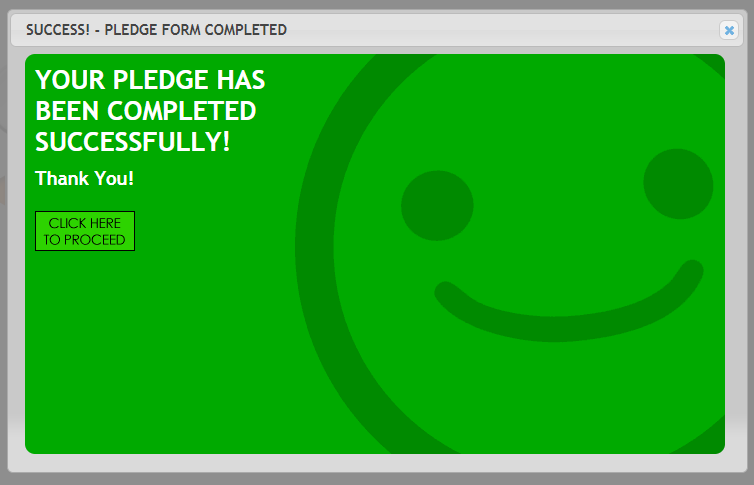 SUCCESS! - PLEDGE FORM COMPLETED
YOUR PLEDGE HAS
BEEN COMPLETED
SUCCESSFULLY!
Thank You!
CLICK HERE
TO PROCEED